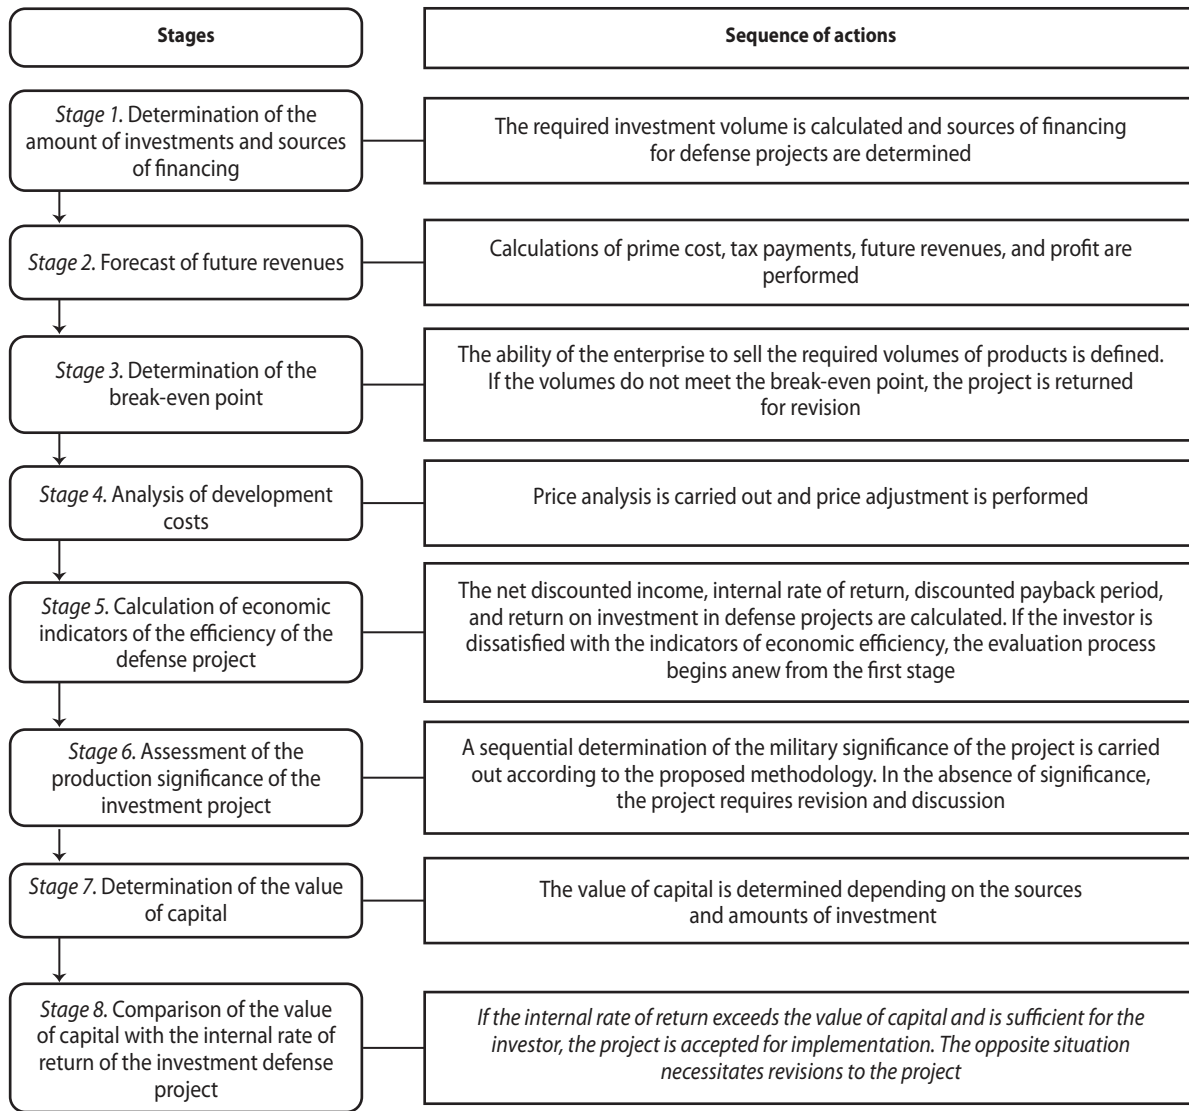 Stages
Sequence of actions
Stage 1. Determination of the
amount of investments and sources
of financing
The required investment volume is calculated and sources of financing
for defense projects are determined
Stage 2. Forecast of future revenues
Calculations of prime cost, tax payments, future revenues, and profit are
performed
Stage 3. Determination of the
break-even point
The ability of the enterprise to sell the required volumes of products is defined.
If the volumes do not meet the break-even point, the project is returned
for revision
Stage 4. Analysis of development
costs
Price analysis is carried out and price adjustment is performed
Stage 5. Calculation of economic
indicators of the efficiency of the
defense project
The net discounted income, internal rate of return, discounted payback period,
and return on investment in defense projects are calculated. If the investor is
dissatisfied with the indicators of economic efficiency, the evaluation process
begins anew from the first stage
Stage 6. Assessment of the
production significance of the
investment project
A sequential determination of the military significance of the project is carried
out according to the proposed methodology. In the absence of significance,
the project requires revision and discussion
Stage 7. Determination of the value
of capital
The value of capital is determined depending on the sources
and amounts of investment
Stage 8. Comparison of the value
of capital with the internal rate of
return of the investment defense
project
If the internal rate of return exceeds the value of capital and is sufficient for the
investor, the project is accepted for implementation. The opposite situation
necessitates revisions to the project